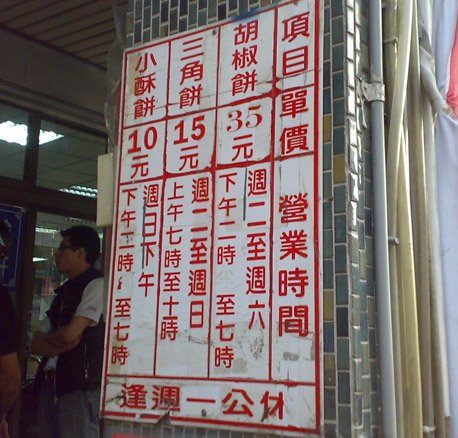 項目
單價
營業時間
胡椒餅
35元
週二至週六
下午二時至七時
三角餅
15元
週二至週日
上午七時至十時
小酥餅
10元
週日下午
下午二時至七時
逢週一公休